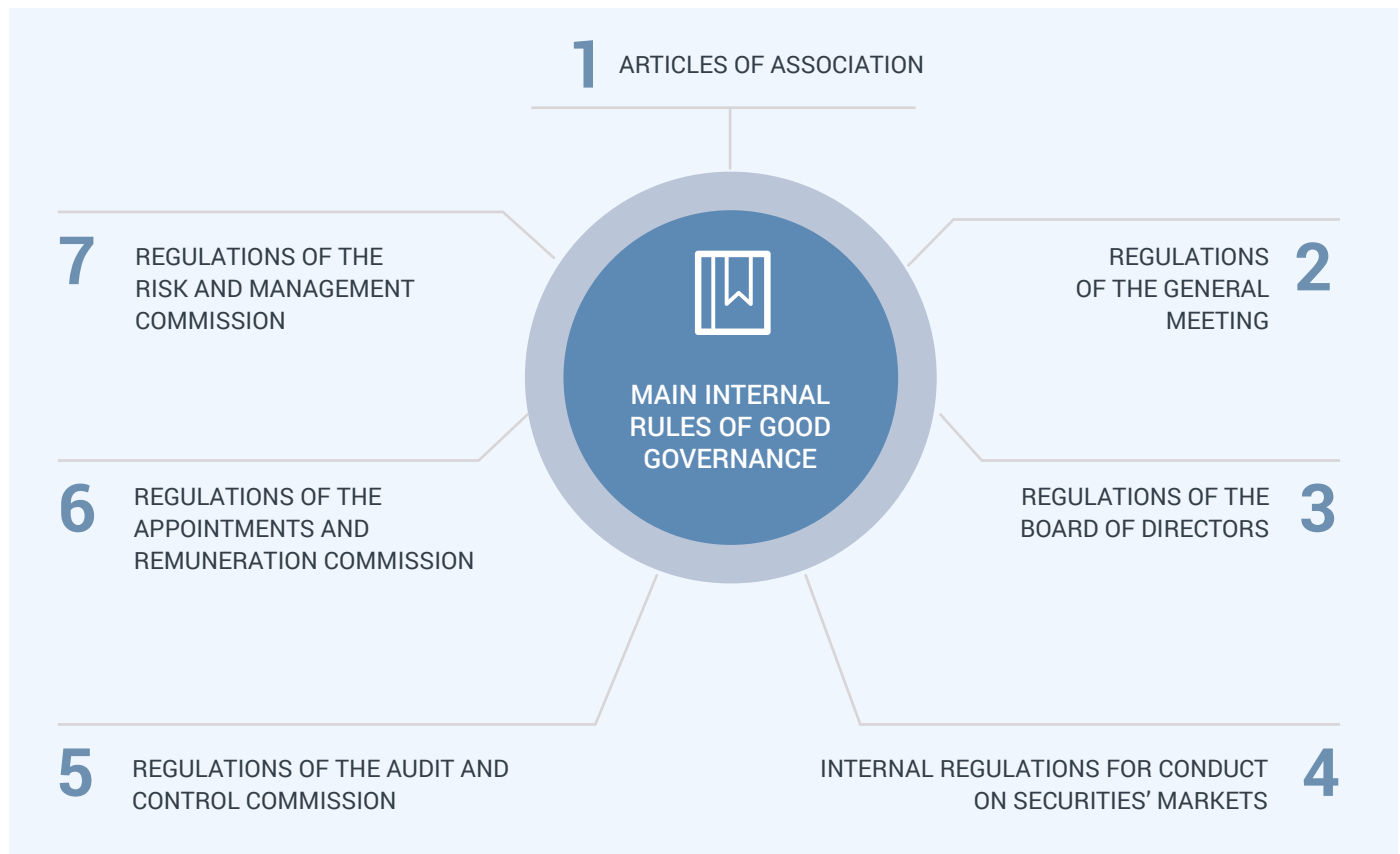 1 ARTICLES OF ASSOCIATION
MAIN INTERNAL
RULES OF GOOD
GOVERNANCE
2
REGULATIONS
OF THE GENERAL
MEETING
3
REGULATIONS OF THE
BOARD OF DIRECTORS
4
INTERNAL REGULATIONS FOR CONDUCT
ON SECURITIES’ MARKETS
5
REGULATIONS OF THE AUDIT AND
CONTROL COMMISSION
6
REGULATIONS OF THE
APPOINTMENTS AND
REMUNERATION COMMISSION
7
REGULATIONS OF THE
RISK AND MANAGEMENT
COMMISSION